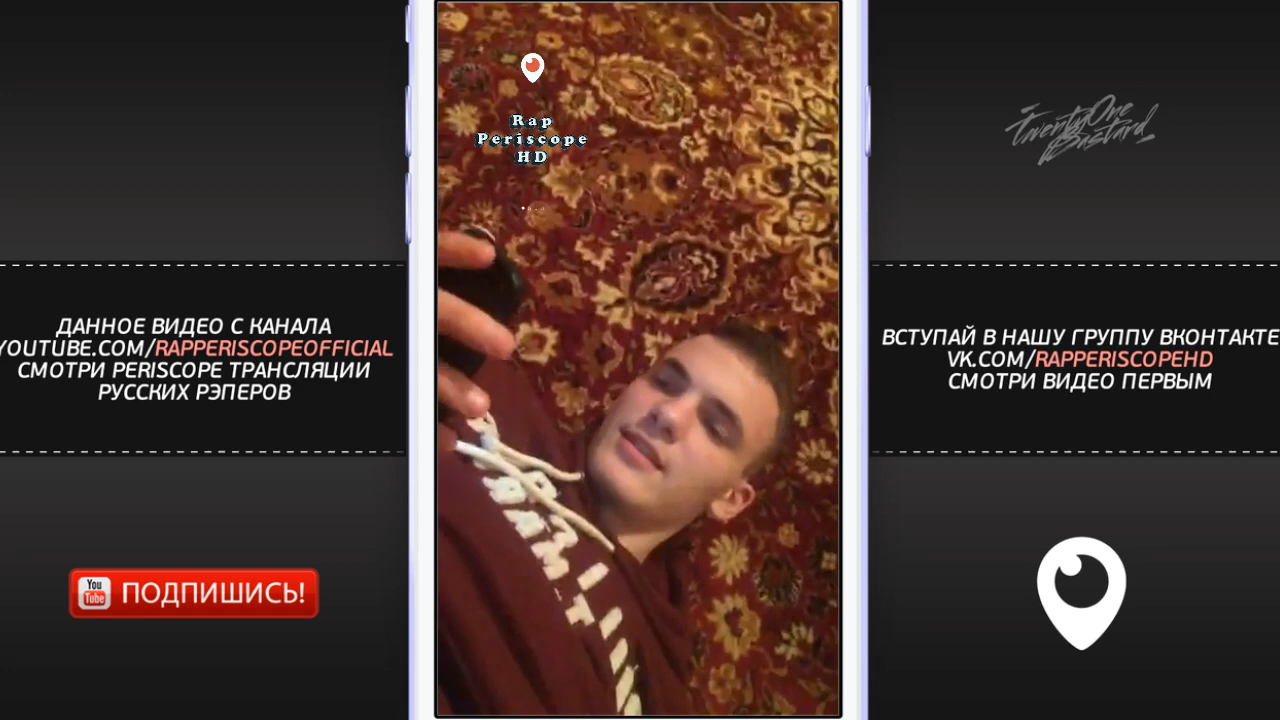 Rap
Periscope
HD
TwentyOne
Bastard
ДАННОЕ ВИДЕО С КАНАЛА
YOUTUBE.COM/RAPPERISCOPEOFFICIAL
СМОТРИ PERISCOPE ТРАНСЛЯЦИИ
РУССКИХ РЭПЕРОВ
ВСТУПАЙ В НАШУ ГРУППУ ВКОНТАКТЕ
VK.COM/RAPPERISCOPEHD
СМОТРИ ВИДЕО ПЕРВЫМ
You
Tube
ПОДПИШИСЬ!